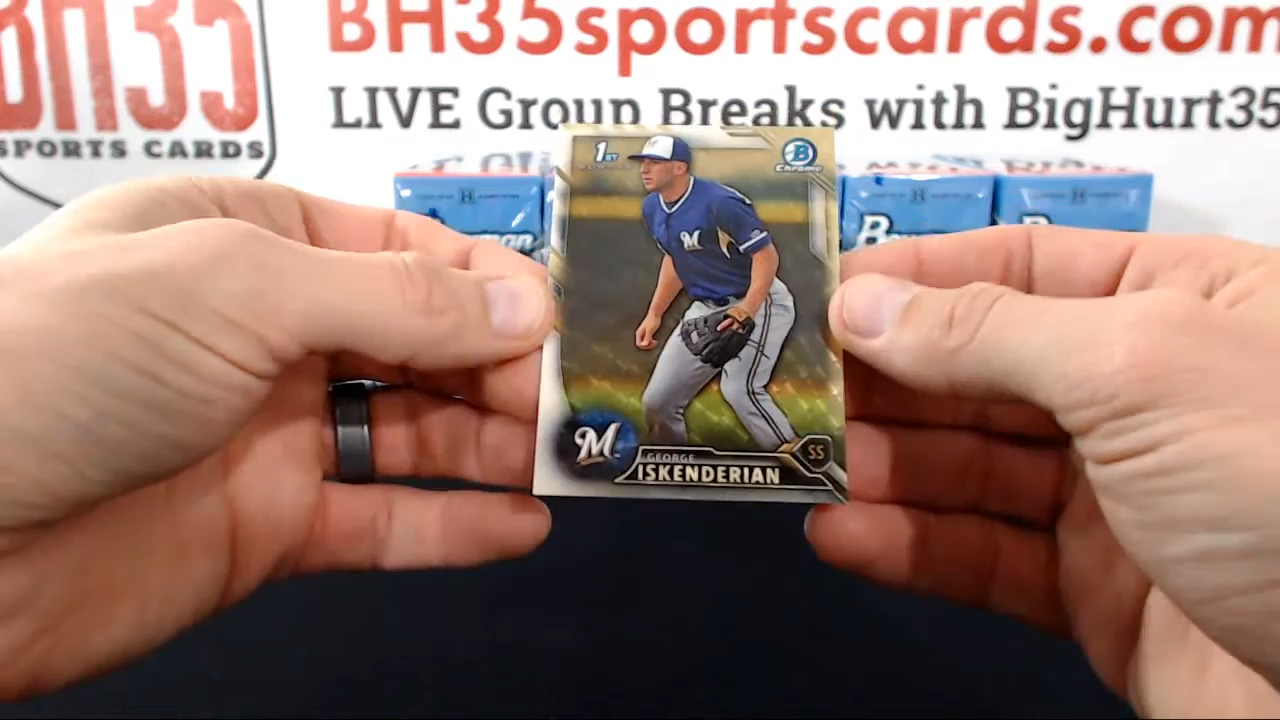 BH35
SPORTS CARDS
BH35sportscards.com
LIVE Group Breaks with BigHurt35
1ST
B
Chrome
M
M
GEORGE
ISKENDERIAN
SS
Bowman